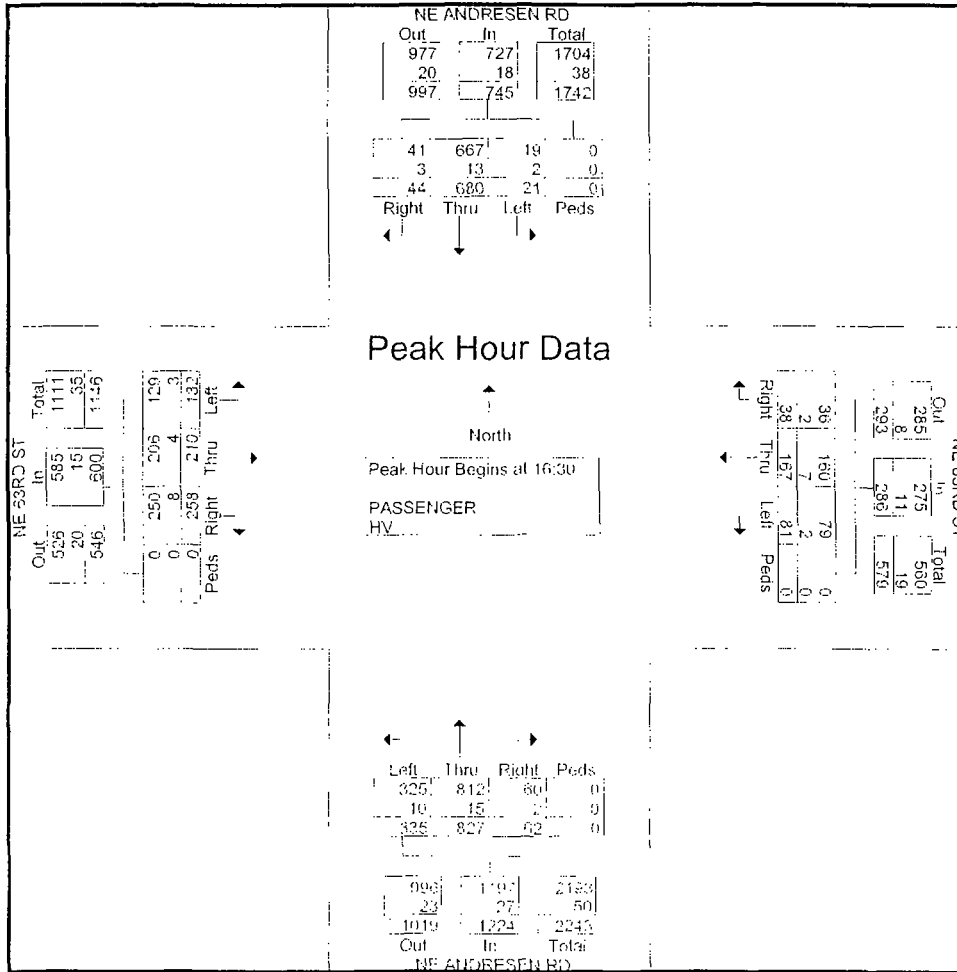 NE ANDRESEN RD
Out In Total
977 727 1704
20 18 38
997 745 1742
41 667 19 0
3 13 2 0
44 680 21 0
Right Thru Left Peds
Peak Hour Data
North
Peak Hour Begins at 16:30
PASSENGER
HV
NE 63RD ST
Out In Total
526 585 1111
20 15 35
546 600 1146
129 206 250 0
3 4 8 0
132 210 258 0
Left Thru Right Peds
Right Thru Left Peds
38 167 81 0
2 7 2 0
36 160 79 0
Out In Total
293 286 579
8 11 19
285 275 560
Left Thru Right Peds
325 812 60 0
10 15 2 0
335 827 62 0
996 1197 2193
23 27 50
1019 1224 2243
Out In Total
NE ANDRESEN RD